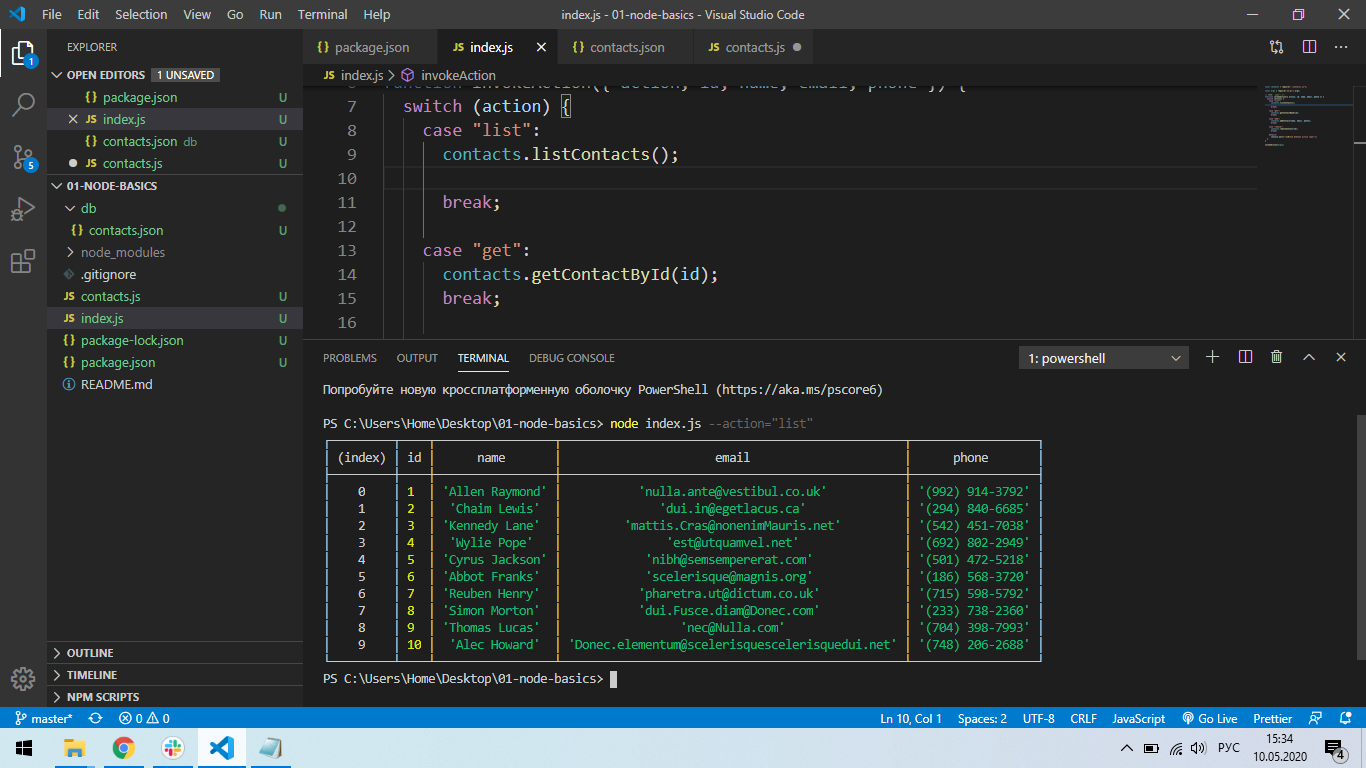 File Edit Selection View Go Run Terminal Help index.js - 01-node-basics - Visual Studio Code
EXPLORER
OPEN EDITORS 1 UNSAVED
{} package.json U
JS index.js U
{} contacts.json db U
JS contacts.js U
01-NODE-BASICS
db
{} contacts.json U
node_modules
.gitignore
JS contacts.js U
JS index.js U
{} package-lock.json U
{} package.json U
README.md
OUTLINE
TIMELINE
NPM SCRIPTS
1
5
{} package.json JS index.js {} contacts.json JS contacts.js
JS index.js > invokeAction
7 switch (action) {
8 case "list":
9 contacts.listContacts();
10
11 break;
12
13 case "get":
14 contacts.getContactById(id);
15 break;
16
PROBLEMS OUTPUT TERMINAL DEBUG CONSOLE 1: powershell
Попробуйте новую кроссплатформенную оболочку PowerShell (https://aka.ms/pscore6)
PS C:\Users\Home\Desktop\01-node-basics> node index.js --action="list"
(index) id name email phone
0 1 'Allen Raymond' 'nulla.ante@vestibul.co.uk' '(992) 914-3792'
1 2 'Chaim Lewis' 'dui.in@egetlacus.ca' '(294) 840-6685'
2 3 'Kennedy Lane' 'mattis.Cras@nonenimMauris.net' '(542) 451-7038'
3 4 'Wylie Pope' 'est@utquamvel.net' '(692) 802-2949'
4 5 'Cyrus Jackson' 'nibh@semsempererat.com' '(501) 472-5218'
5 6 'Abbot Franks' 'scelerisque@magnis.org' '(186) 568-3720'
6 7 'Reuben Henry' 'pharetra.ut@dictum.co.uk' '(715) 598-5792'
7 8 'Simon Morton' 'dui.Fusce.diam@Donec.com' '(233) 738-2360'
8 9 'Thomas Lucas' 'nec@Nulla.com' '(704) 398-7993'
9 10 'Alec Howard' 'Donec.elementum@scelerisquescelerisquedui.net' '(748) 206-2688'
PS C:\Users\Home\Desktop\01-node-basics>
master* 0 0 Ln 10, Col 1 Spaces: 2 UTF-8 CRLF JavaScript Go Live Prettier
РУС 15:34
10.05.2020 4